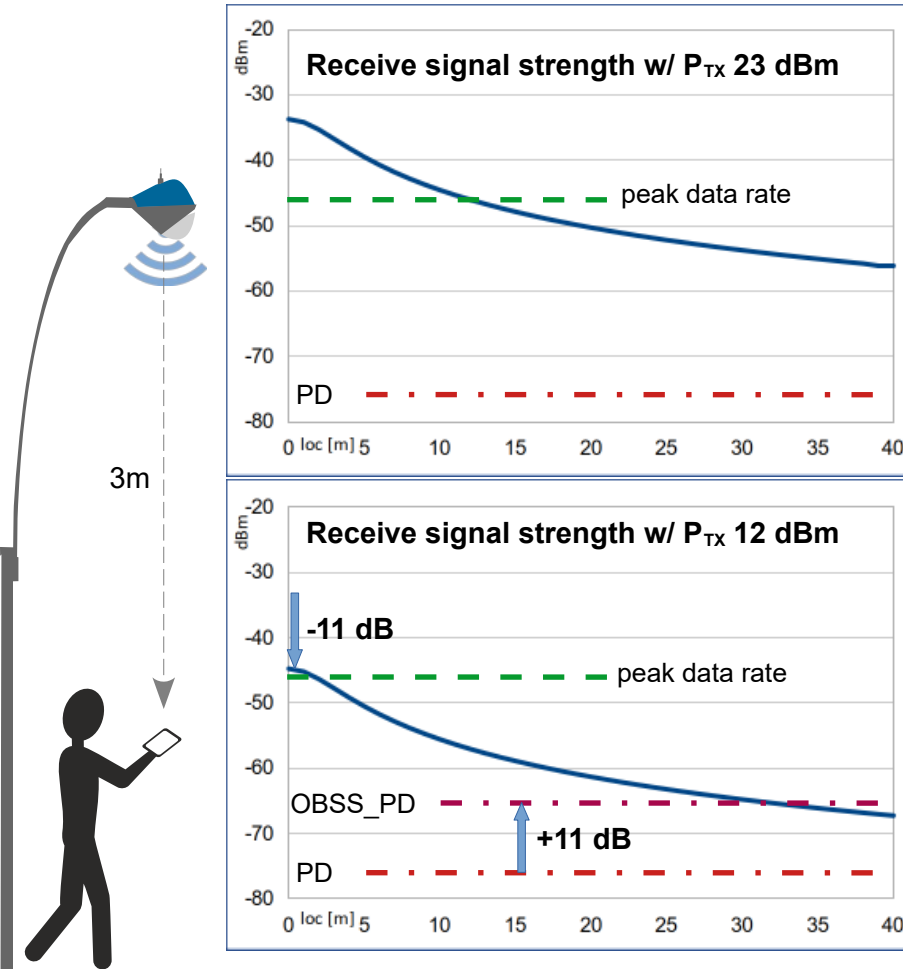 -20
dBm
Receive signal strength w/ PTX 23 dBm
-30
-40
peak data rate
-50
-60
-70
PD
-80
0 loc [m] 5 10 15 20 25 30 35 40
3m
-20
dBm
Receive signal strength w/ PTX 12 dBm
-30
-11 dB
-40
peak data rate
-50
-60
OBSS_PD
-70
+11 dB
PD
-80
0 loc [m] 5 10 15 20 25 30 35 40